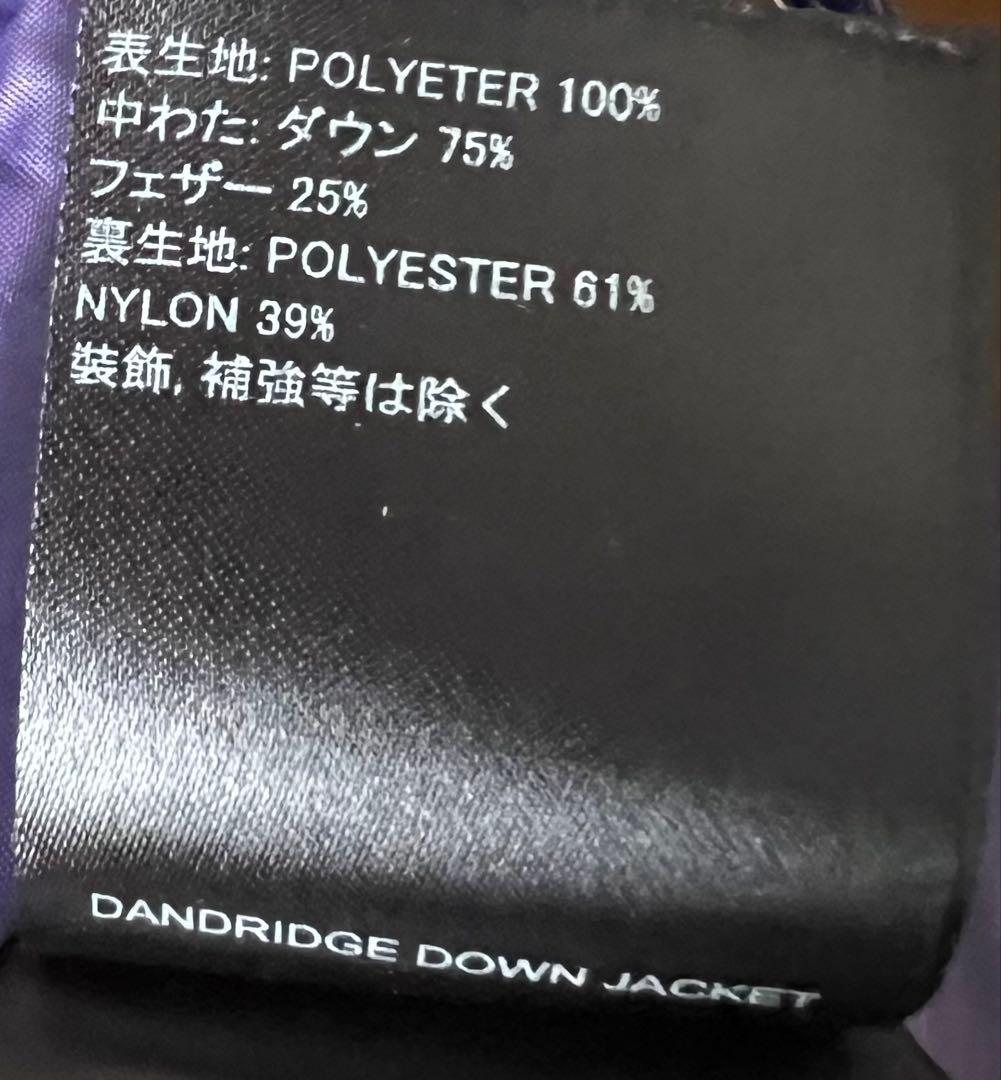 表生地: POLYETER 100%
中わた: ダウン 75%
フェザー 25%
裏生地: POLYESTER 61%
NYLON 39%
装飾, 補強等は除く
DANDRIDGE DOWN JACKET